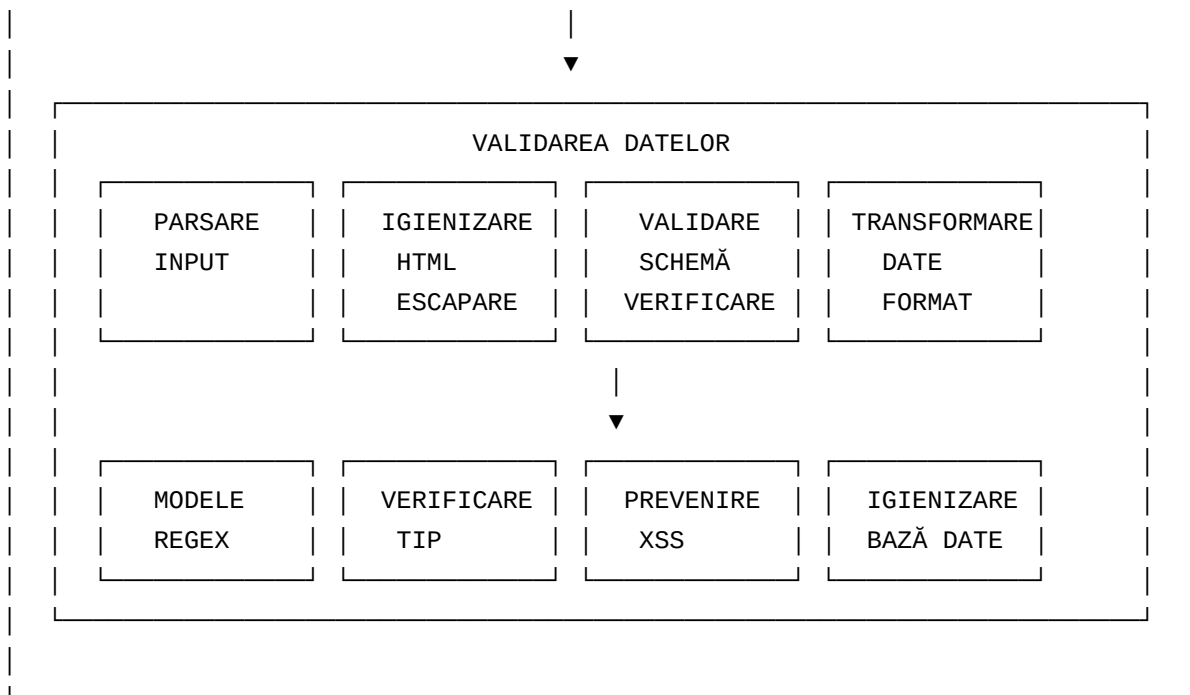 VALIDAREA DATELOR
PARSARE IGIENIZARE VALIDARE TRANSFORMARE
INPUT HTML SCHEMĂ DATE
ESCAPARE VERIFICARE FORMAT
MODELE VERIFICARE PREVENIRE IGIENIZARE
REGEX TIP XSS BAZĂ DATE